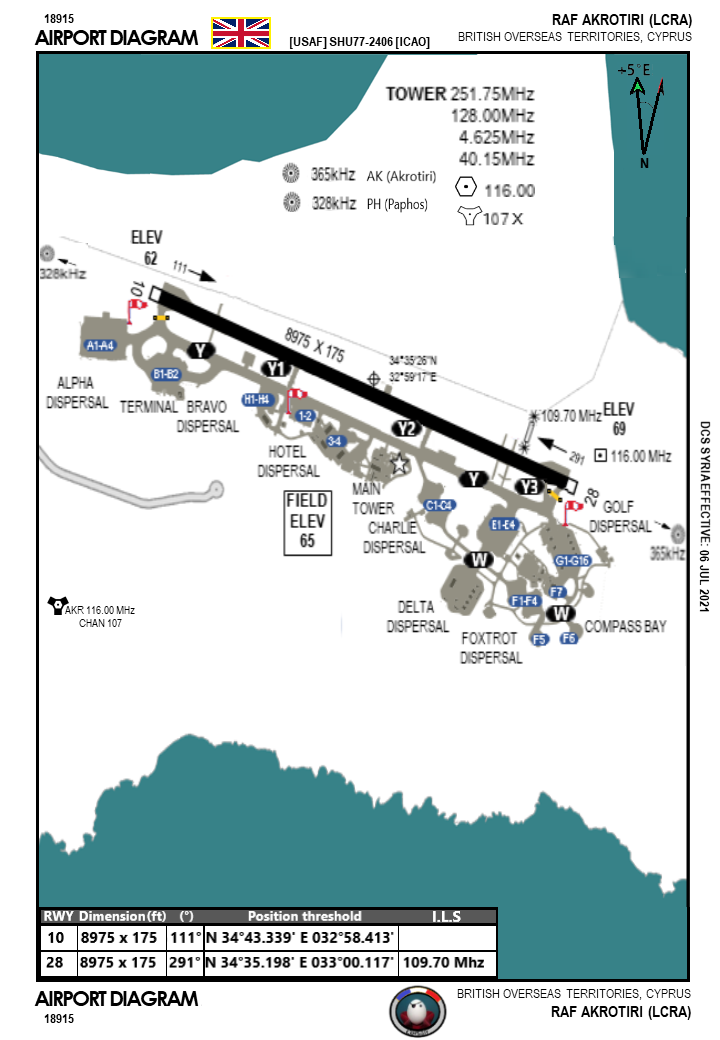 18915
AIRPORT DIAGRAM
[USAF] SHU77-2406 [ICAO]
RAF AKROTIRI (LCRA)
BRITISH OVERSEAS TERRITORIES, CYPRUS
+5°E
N
TOWER 251.75MHz
128.00MHz
4.625MHz
40.15MHz
365kHz AK (Akrotiri)
116.00
328kHz PH (Paphos)
107 X
ELEV
62
111
328kHz
10
8975 X 175
34°35'26"N
32°59'17"E
A1-A4
Y
Y1
B1-B2
ALPHA
DISPERSAL
TERMINAL
BRAVO
DISPERSAL
H1-H4
1-2
3-4
Y2
109.70 MHz
ELEV
69
291
116.00 MHz
HOTEL
DISPERSAL
MAIN
TOWER
Y
Y3
28
FIELD
ELEV
65
C1-C4
CHARLIE
DISPERSAL
E1-E4
GOLF
DISPERSAL
365kHz
W
G1-G16
F7
F1-F4
W
DELTA
DISPERSAL
F5
F6
COMPASS BAY
FOXTROT
DISPERSAL
AKR 116.00 MHz
CHAN 107
DCS SYRIA EFFECTIVE: 06 JUL 2021
RWY Dimension(ft) (°) Position threshold I.L.S
10 8975 x 175 111° N 34°43.339' E 032°58.413'
28 8975 x 175 291° N 34°35.198' E 033°00.117' 109.70 Mhz
AIRPORT DIAGRAM
18915
BRITISH OVERSEAS TERRITORIES, CYPRUS
RAF AKROTIRI (LCRA)